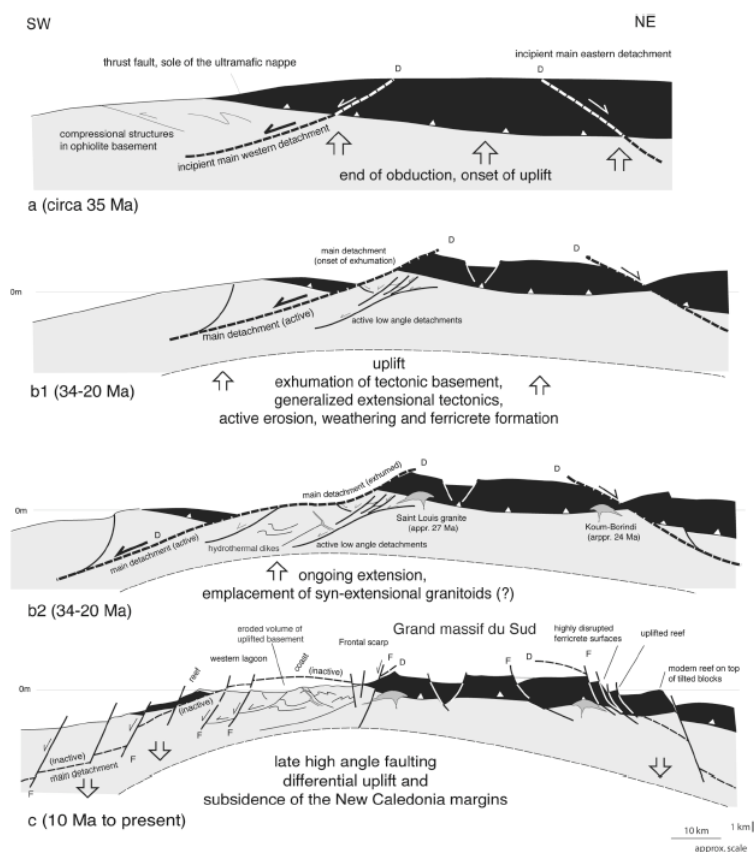 SW
NE
incipient main eastern detachment
thrust fault, sole of the ultramafic nappe
D
D
compressional structures
in ophiolite basement
incipient main western detachment
end of obduction, onset of uplift
a (circa 35 Ma)
main detachment
(onset of exhumation)
D
D
0m
main detachment (active)
active low angle detachments
uplift
exhumation of tectonic basement,
generalized extensional tectonics,
active erosion, weathering and ferricrete formation
b1 (34-20 Ma)
main detachment (exhumed)
D
D
0m
D
main detachment (active)
hydrothermal dikes
active low angle detachments
Saint Louis granite
(appr. 27 Ma)
Koum-Borindi
(arppr. 24 Ma)
ongoing extension,
emplacement of syn-extensional granitoids (?)
b2 (34-20 Ma)
eroded volume of
uplifted basement
Frontal scarp
Grand massif du Sud
highly disrupted
ferricrete surfaces
uplifted reef
western lagoon
reef
coast
(inactive)
F
D
F
D
F
modern reef on top
of tilted blocks
0m
(inactive)
(inactive)
main detachment
F
F
F
F
late high angle faulting
differential uplift and
subsidence of the New Caledonia margins
c (10 Ma to present)
10 km
1 km
approx. scale